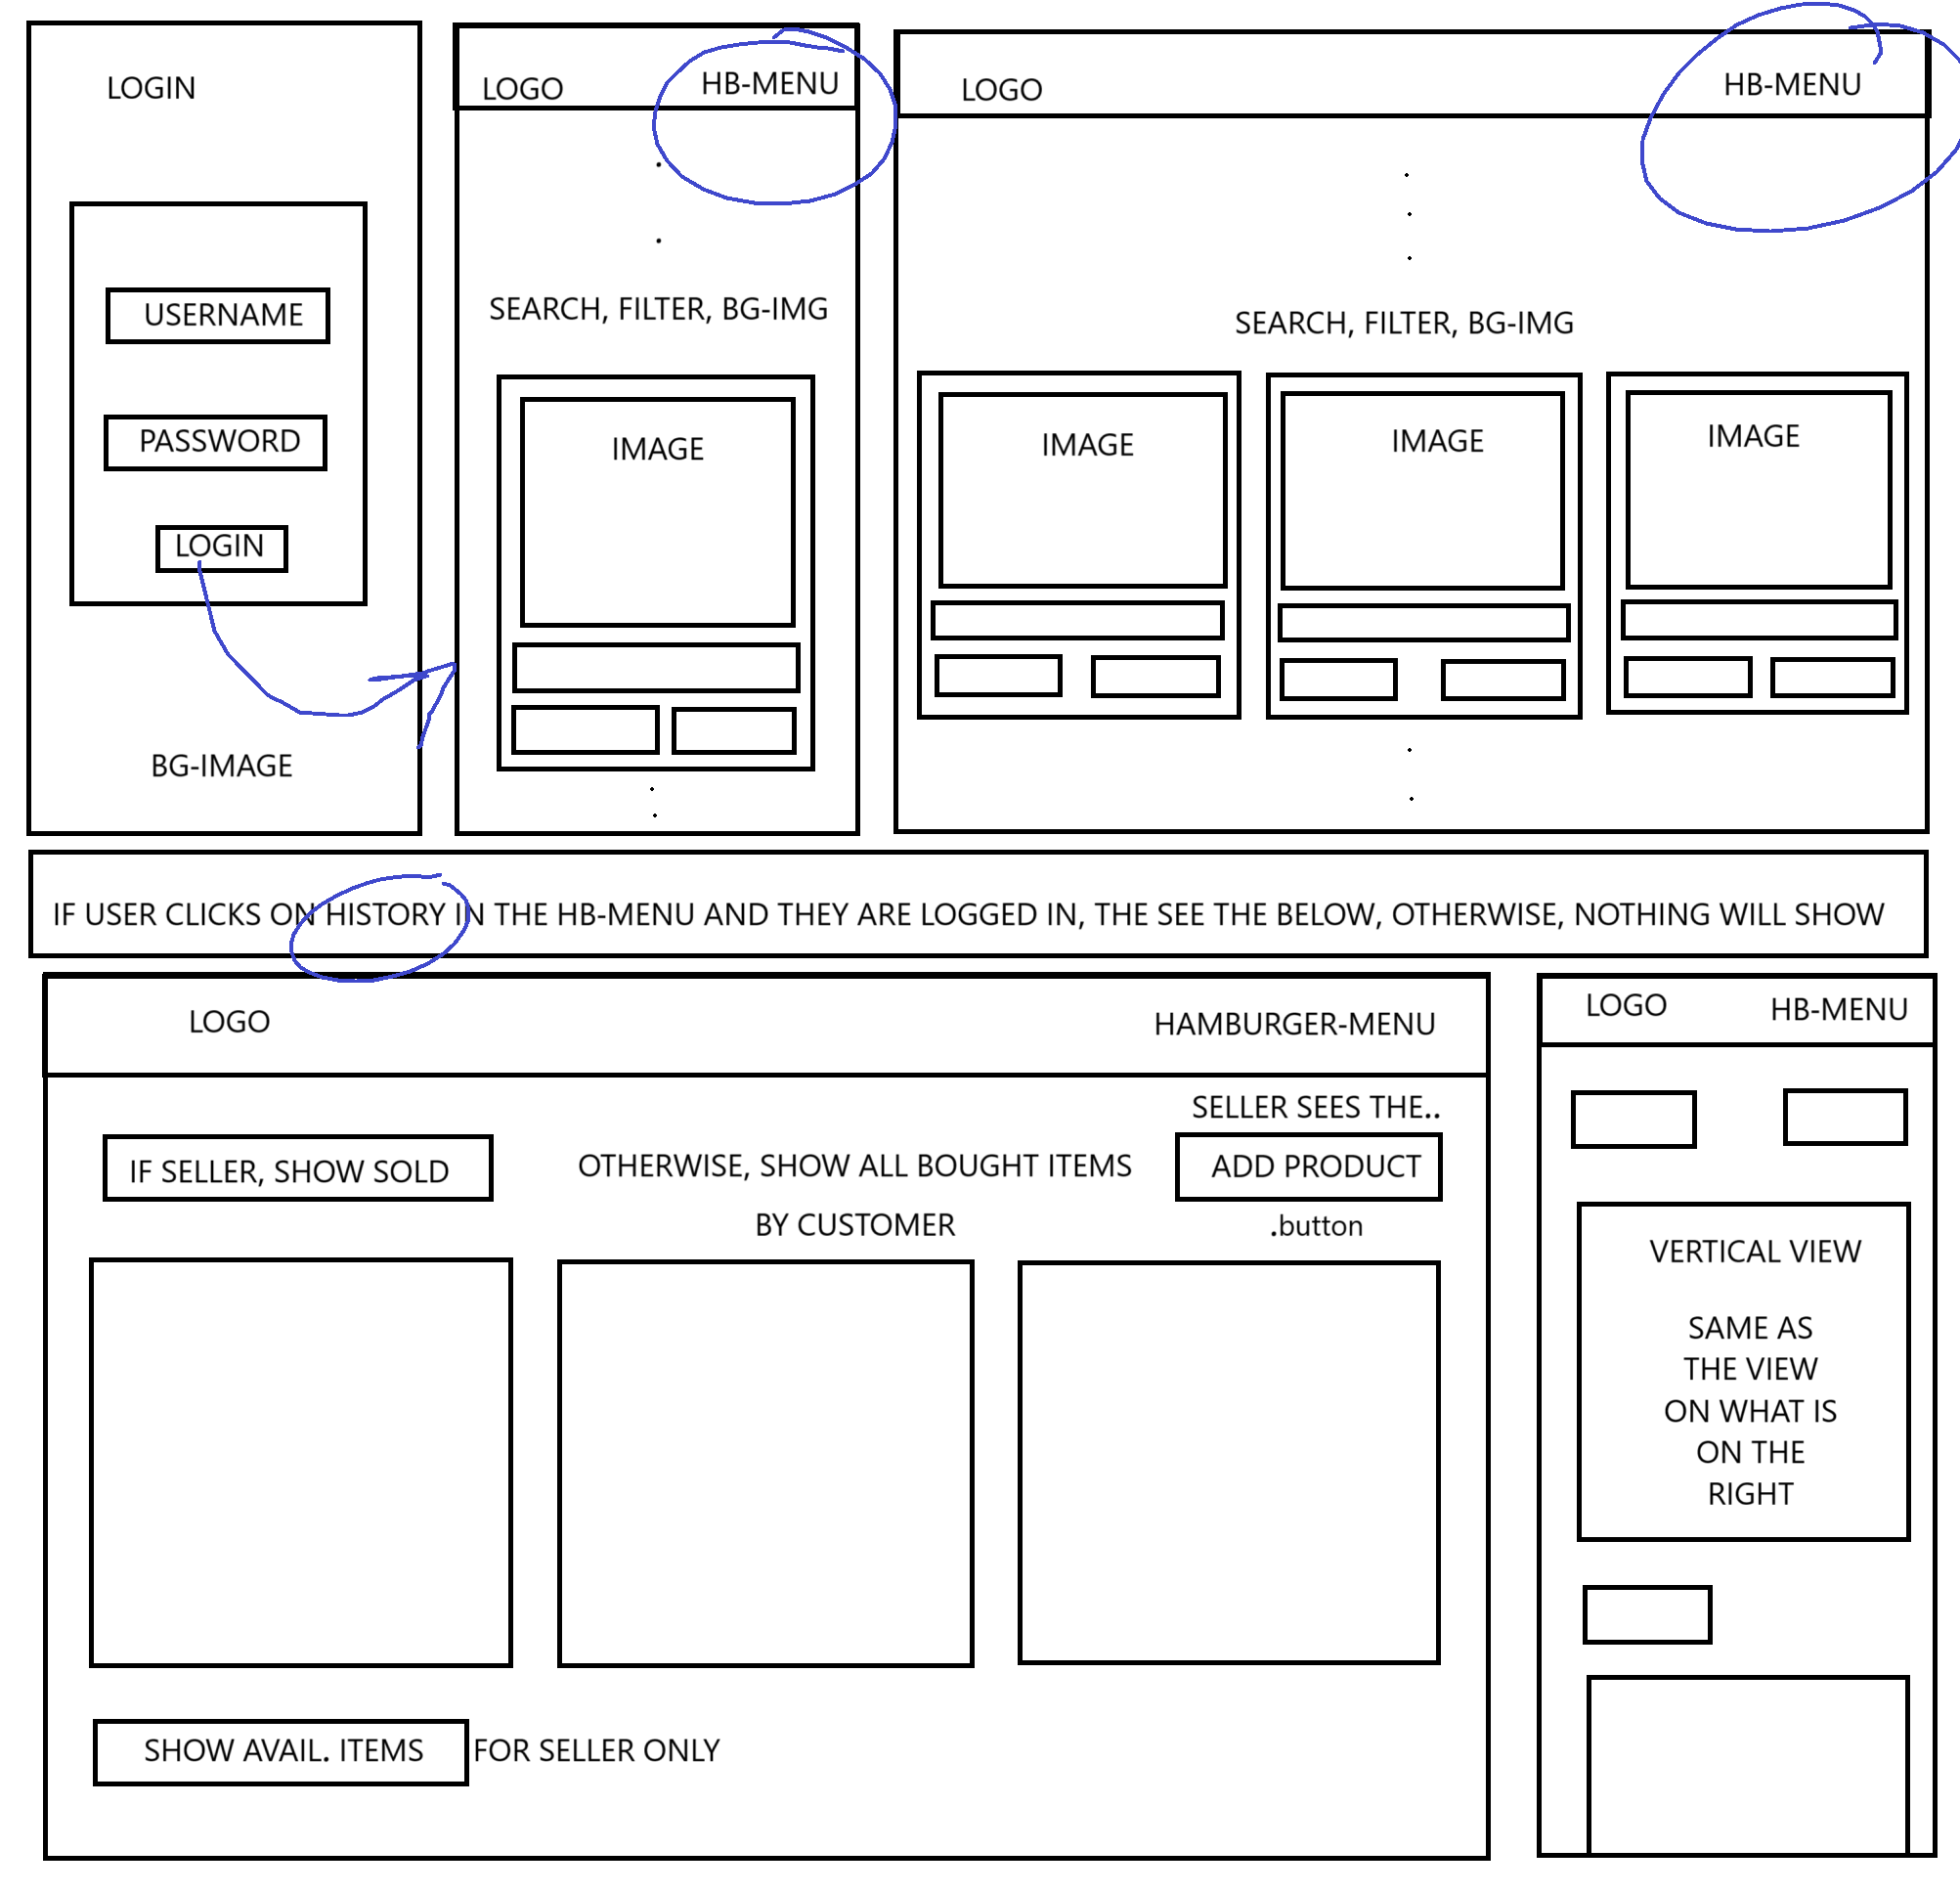 LOGIN
USERNAME
PASSWORD
LOGIN
BG-IMAGE
LOGO
HB-MENU
SEARCH, FILTER, BG-IMG
IMAGE
LOGO
HB-MENU
SEARCH, FILTER, BG-IMG
IMAGE
IMAGE
IMAGE
IF USER CLICKS ON HISTORY IN THE HB-MENU AND THEY ARE LOGGED IN, THE SEE THE BELOW, OTHERWISE, NOTHING WILL SHOW
LOGO
HAMBURGER-MENU
SELLER SEES THE..
IF SELLER, SHOW SOLD
OTHERWISE, SHOW ALL BOUGHT ITEMS
BY CUSTOMER
ADD PRODUCT
.button
SHOW AVAIL. ITEMS
FOR SELLER ONLY
LOGO
HB-MENU
VERTICAL VIEW
SAME AS
THE VIEW
ON WHAT IS
ON THE
RIGHT